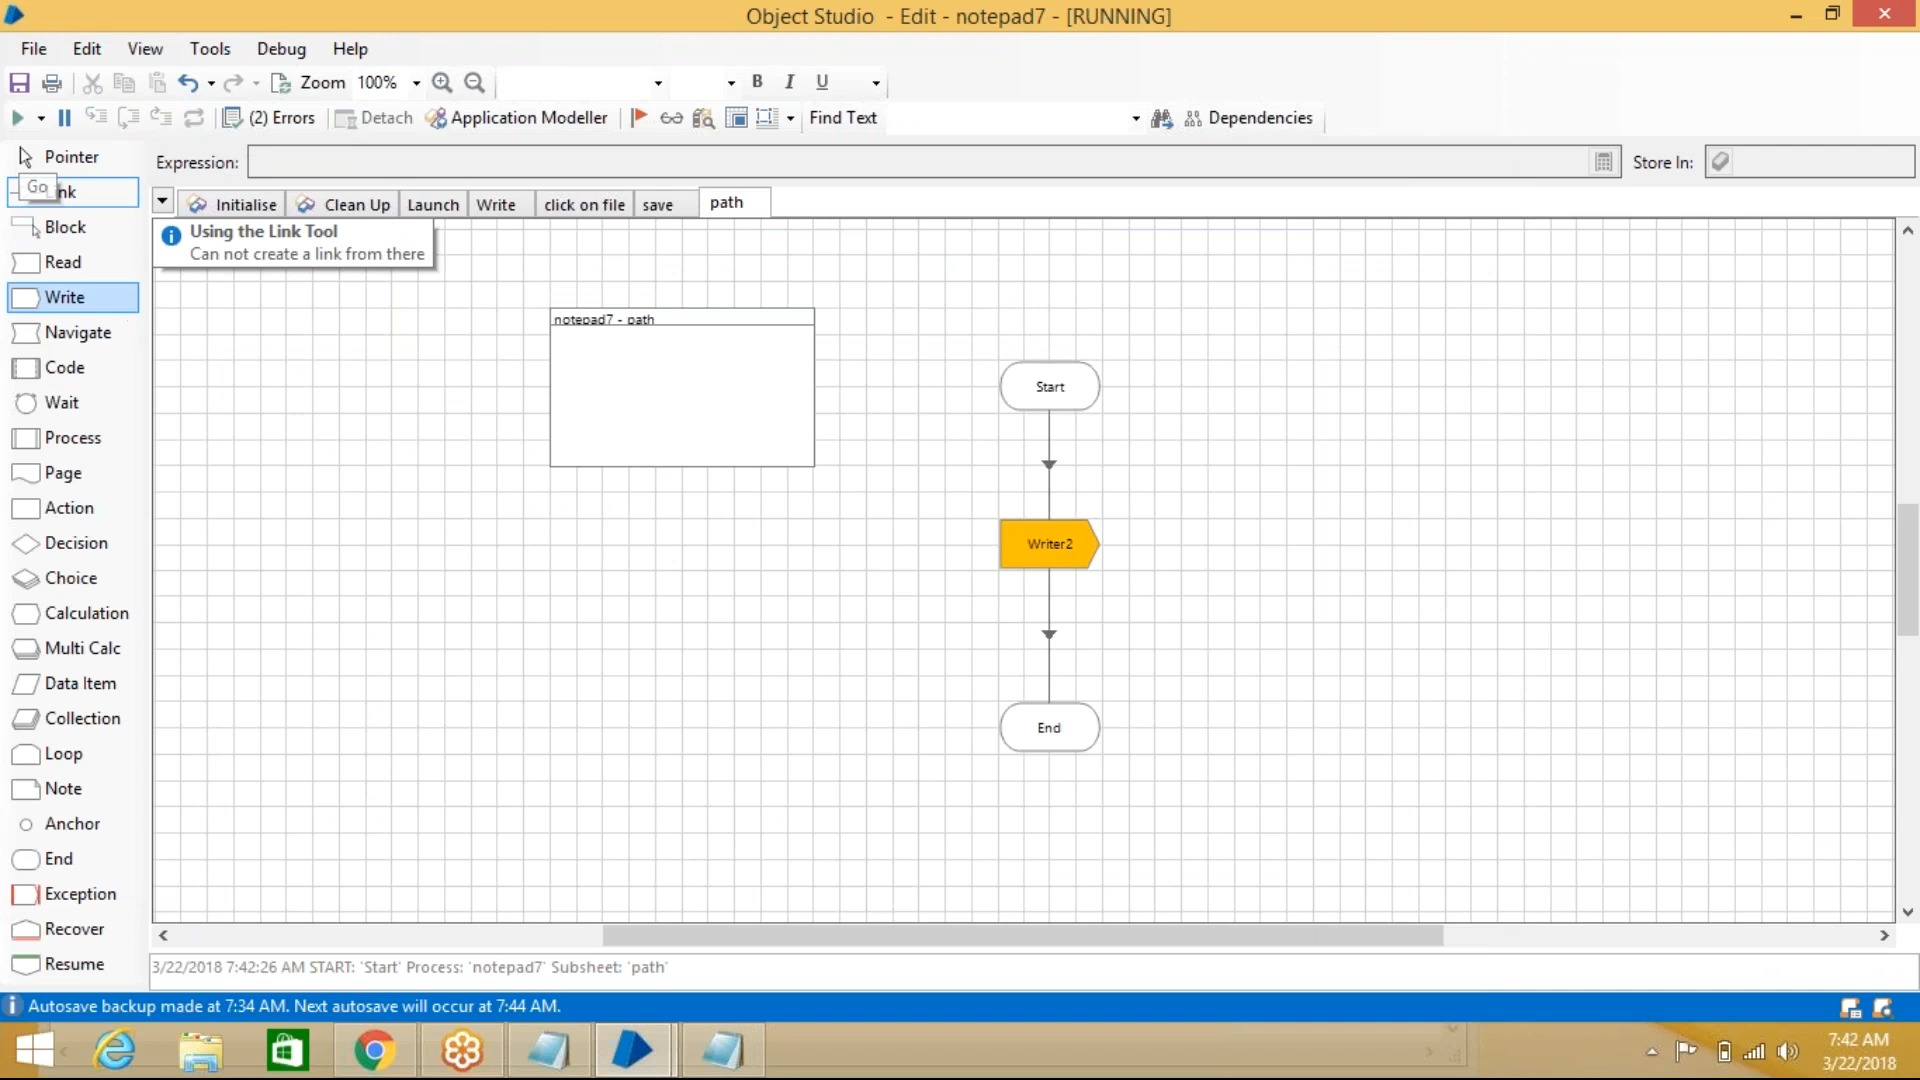 Object Studio - Edit - notepad7 - [RUNNING]
File Edit View Tools Debug Help
Zoom 100% B I U
(2) Errors Detach Application Modeller Find Text Dependencies
Pointer Expression: Store In:
Go nk
Initialise Clean Up Launch Write click on file save path
Block
Using the Link Tool
Can not create a link from there
Read
Write
Navigate
Code
Wait
Process
Page
Action
Decision
Choice
Calculation
Multi Calc
Data Item
Collection
Loop
Note
Anchor
End
Exception
Recover
Resume
notepad7 - path
Start
Writer2
End
3/22/2018 7:42:26 AM START: `Start' Process: `notepad7' Subsheet: `path'
Autosave backup made at 7:34 AM. Next autosave will occur at 7:44 AM.
7:42 AM
3/22/2018